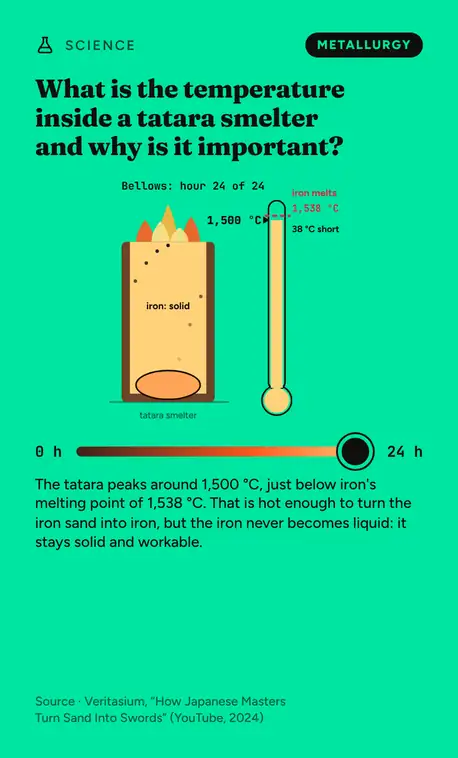 SCIENCE
METALLURGY
What is the temperature
inside a tatara smelter
and why is it important?
Bellows: hour 24 of 24
iron melts
1,538 °C
1,500 °C
38 °C short
iron: solid
tatara smelter
0 h
24 h
The tatara peaks around 1,500 °C, just below iron's
melting point of 1,538 °C. That is hot enough to turn the
iron sand into iron, but the iron never becomes liquid: it
stays solid and workable.
Source · Veritasium, "How Japanese Masters
Turn Sand Into Swords" (YouTube, 2024)